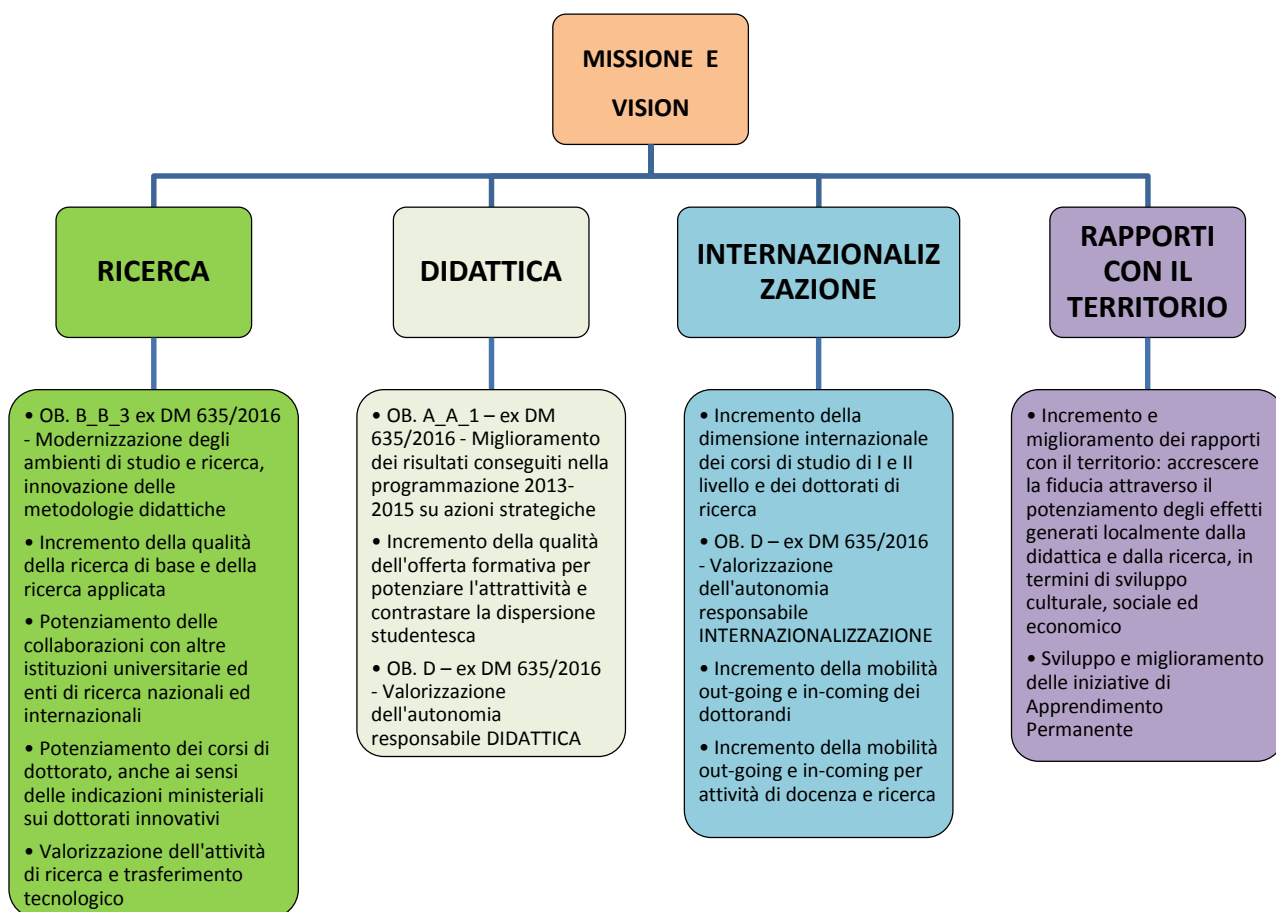 MISSIONE E
VISION
RICERCA
DIDATTICA
INTERNAZIONALIZ
ZAZIONE
RAPPORTI
CON IL
TERRITORIO
• OB. B_B_3 ex DM 635/2016
- Modernizzazione degli
ambienti di studio e ricerca,
innovazione delle
metodologie didattiche
• Incremento della qualità
della ricerca di base e della
ricerca applicata
• Potenziamento delle
collaborazioni con altre
istituzioni universitarie ed
enti di ricerca nazionali ed
internazionali
• Potenziamento dei corsi di
dottorato, anche ai sensi
delle indicazioni ministeriali
sui dottorati innovativi
• Valorizzazione dell'attività
di ricerca e trasferimento
tecnologico
• OB. A_A_1 – ex DM
635/2016 - Miglioramento
dei risultati conseguiti nella
programmazione 2013-
2015 su azioni strategiche
• Incremento della qualità
dell'offerta formativa per
potenziare l'attrattività e
contrastare la dispersione
studentesca
• OB. D – ex DM 635/2016
- Valorizzazione
dell'autonomia
responsabile DIDATTICA
• Incremento della
dimensione internazionale
dei corsi di studio di I e II
livello e dei dottorati di
ricerca
• OB. D – ex DM 635/2016
- Valorizzazione
dell'autonomia
responsabile
INTERNAZIONALIZZAZIONE
• Incremento della mobilità
out-going e in-coming dei
dottorandi
• Incremento della mobilità
out-going e in-coming per
attività di docenza e ricerca
• Incremento e
miglioramento dei rapporti
con il territorio: accrescere
la fiducia attraverso il
potenziamento degli effetti
generati localmente dalla
didattica e dalla ricerca, in
termini di sviluppo
culturale, sociale ed
economico
• Sviluppo e miglioramento
delle iniziative di
Apprendimento
Permanente